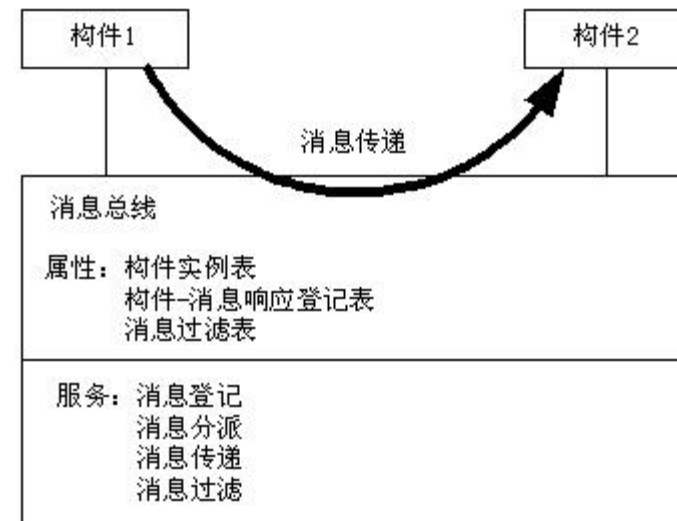 构件1
构件2
消息传递
消息总线
属性：构件实例表
构件-消息响应登记表
消息过滤表
服务：消息登记
消息分派
消息传递
消息过滤